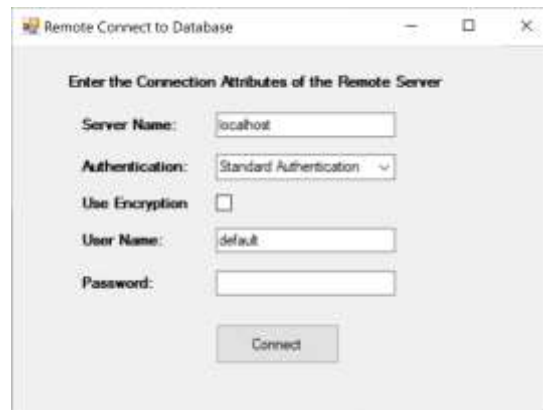 Remote Connect to Database
Enter the Connection Attributes of the Remote Server
Server Name: localhost
Authentication: Standard Authentication
Use Encryption
User Name: default
Password:
Connect